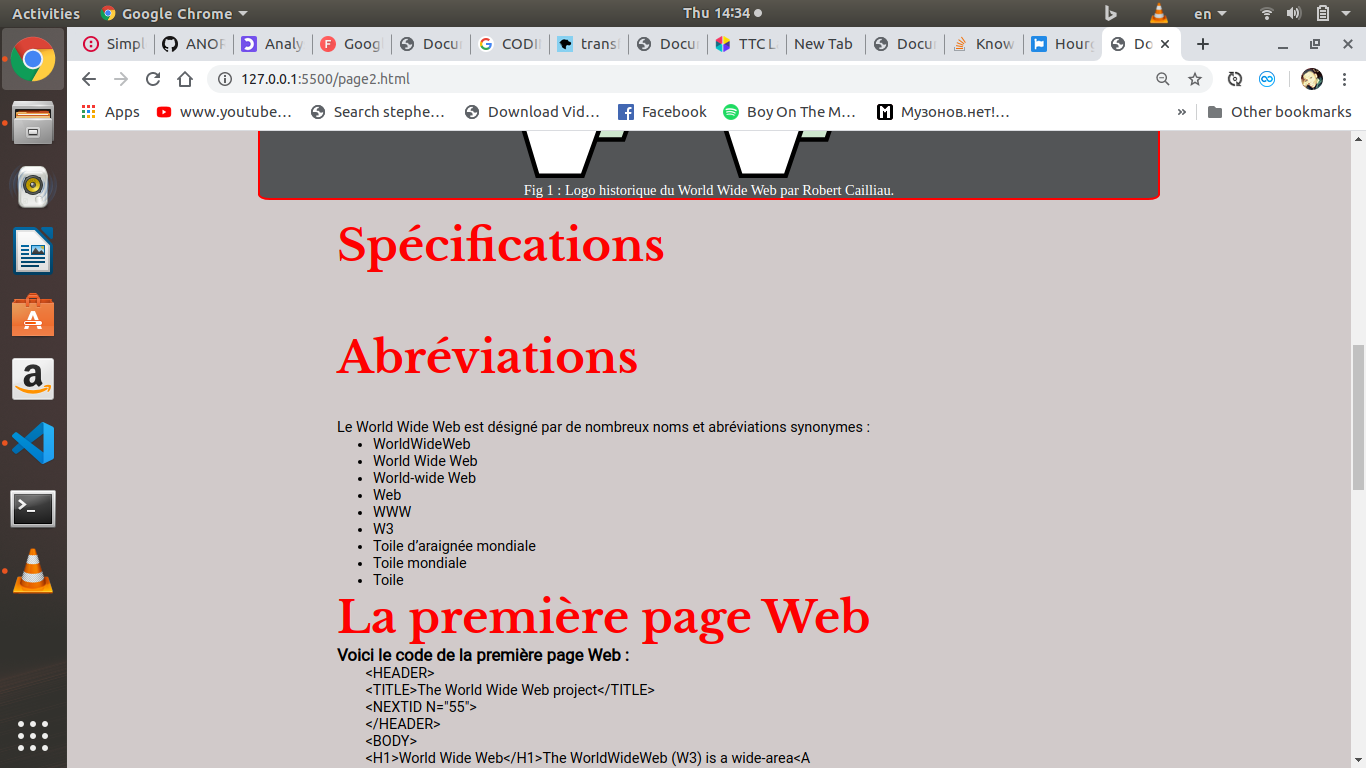 Activities Google Chrome Thu 14:34 en
Simpl ANOR Analy Goog Docun CODI transl Docun TTC L New Tab Docun Know Hourg Do
127.0.0.1:5500/page2.html
Apps www.youtube... Search stephe... Download Vid... Facebook Boy On The M... Музонов.нет!... » Other bookmarks
Fig 1 : Logo historique du World Wide Web par Robert Cailliau.
Spécifications
Abréviations
Le World Wide Web est désigné par de nombreux noms et abréviations synonymes :
• WorldWideWeb
• World Wide Web
• World-wide Web
• Web
• WWW
• W3
• Toile d’araignée mondiale
• Toile mondiale
• Toile
La première page Web
Voici le code de la première page Web :
<HEADER>
<TITLE>The World Wide Web project</TITLE>
<NEXTID N="55">
</HEADER>
<BODY>
<H1>World Wide Web</H1>The WorldWideWeb (W3) is a wide-area<A